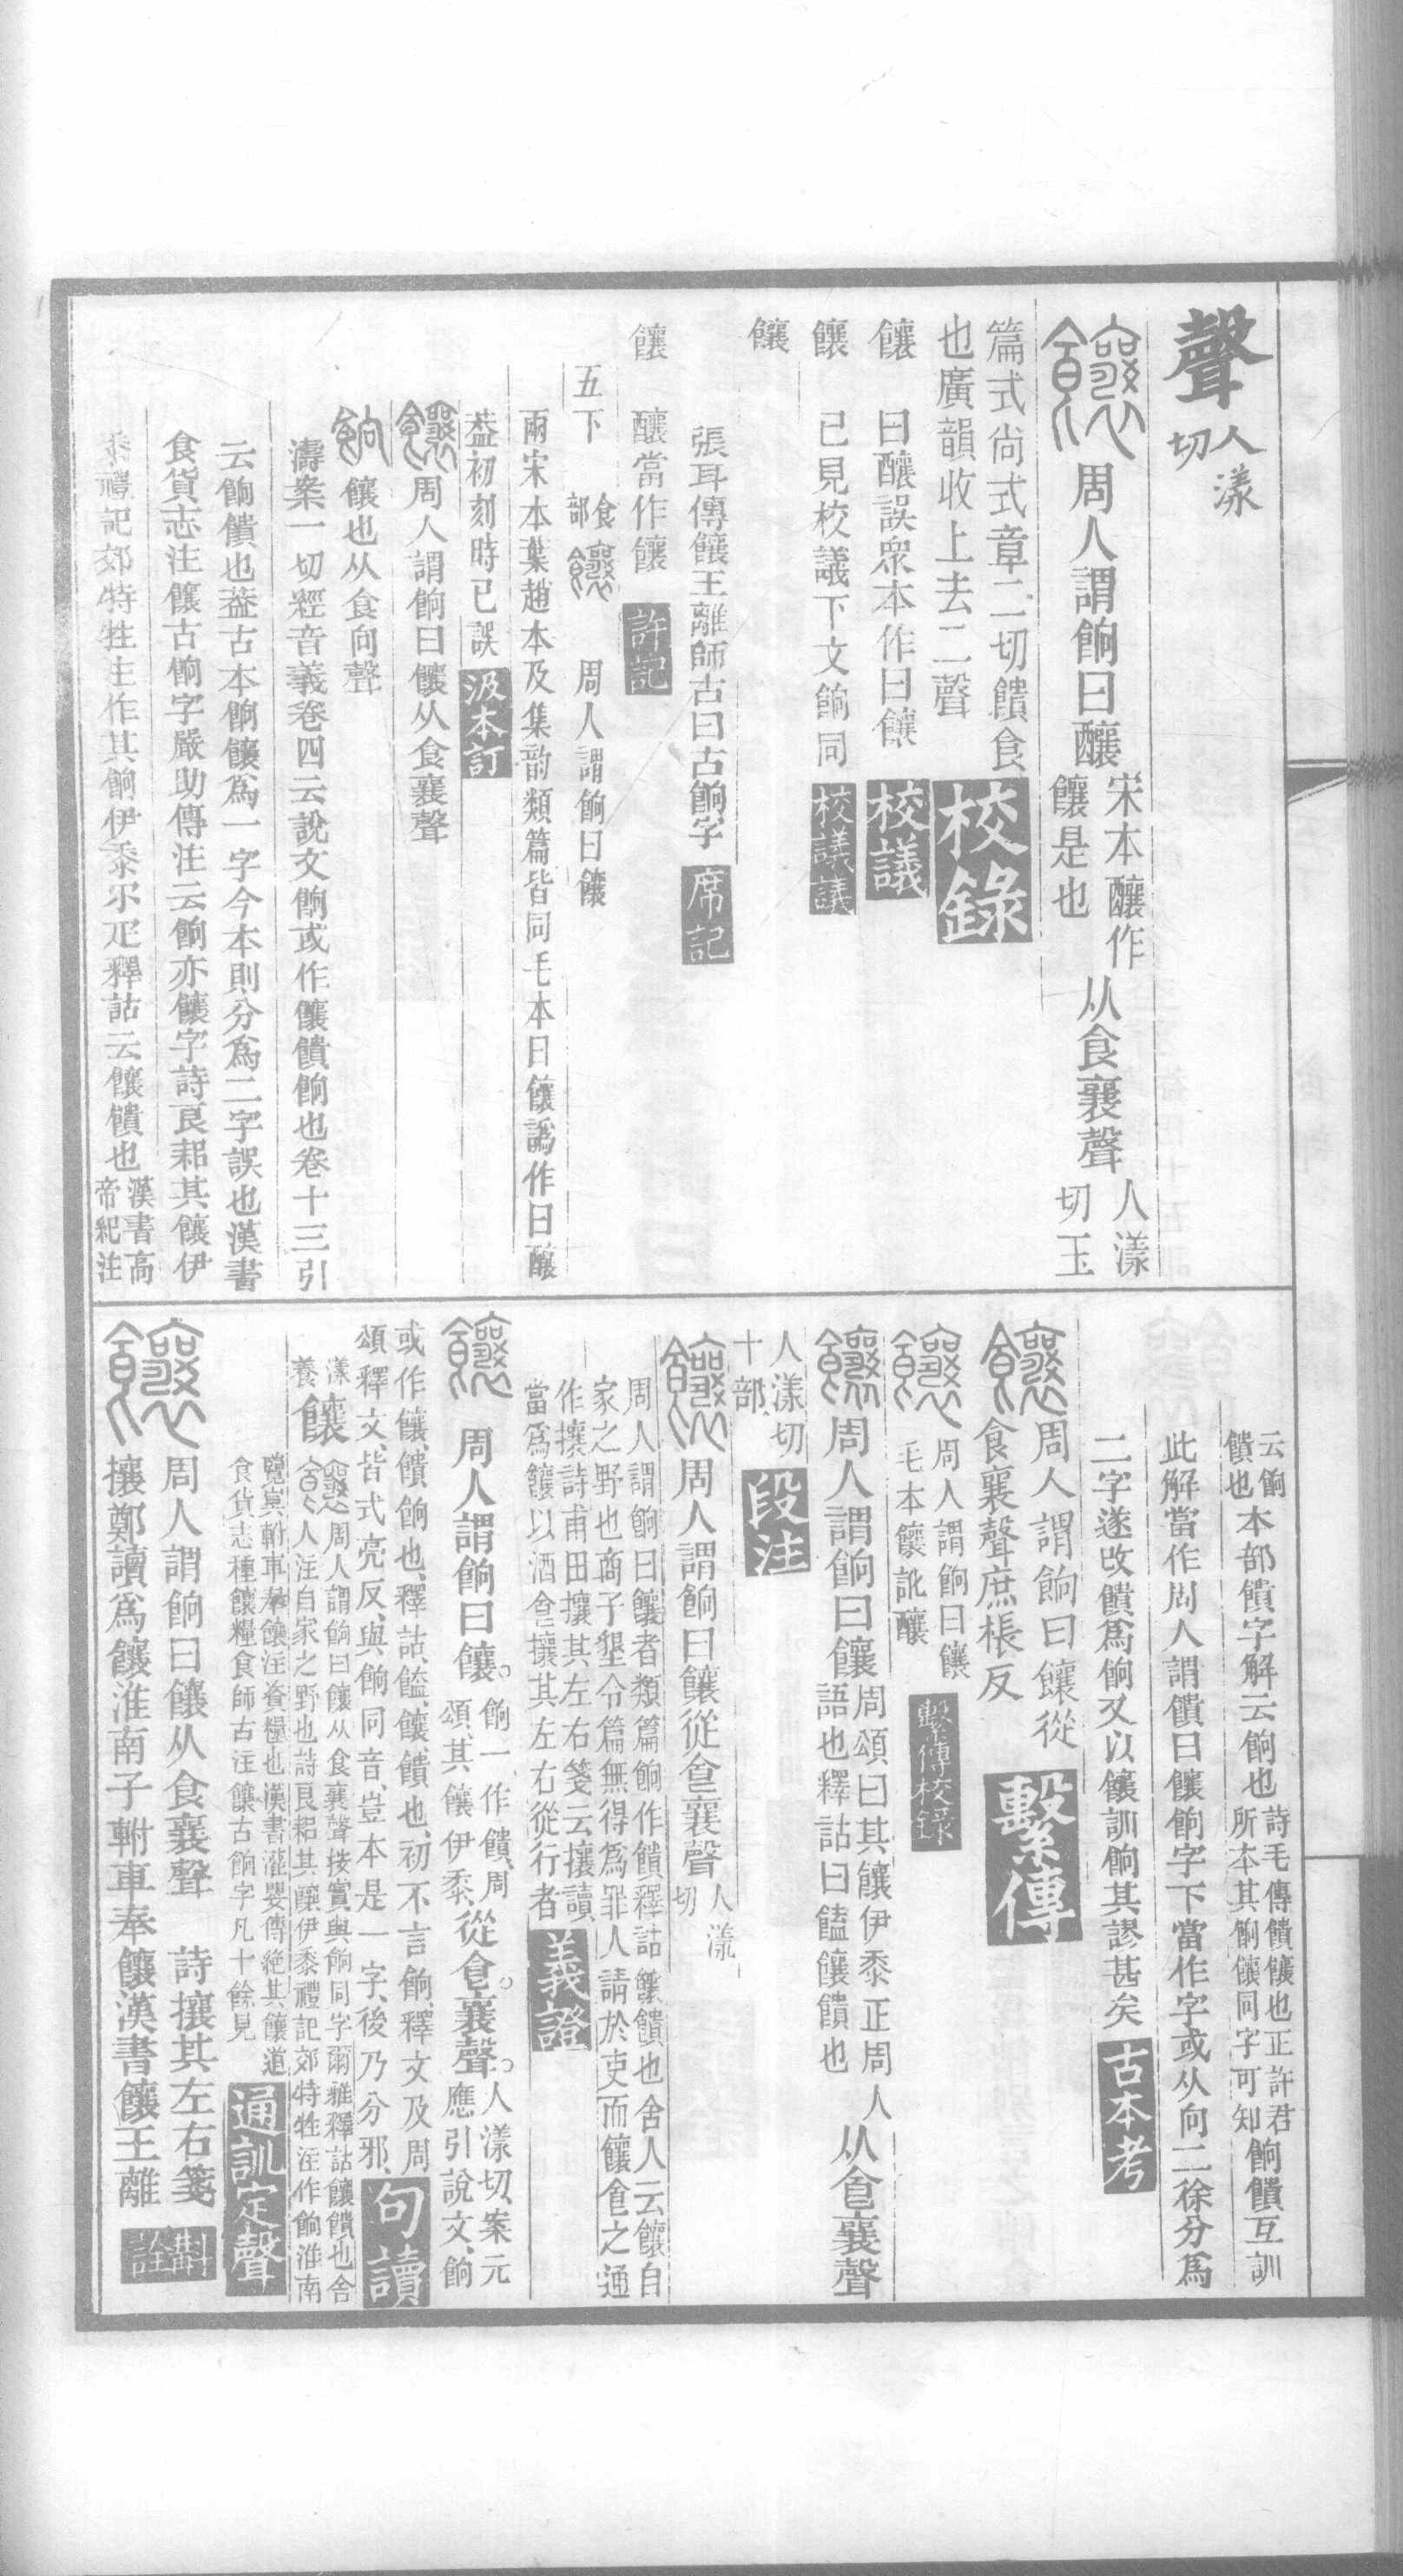 聲人漾切
饟周人謂餉曰釀宋本釀作饟是也从食襄聲人漾切玉
篇式尚式章二切饋食
也廣韻收上去二聲校錄
饟曰釀誤眾本作曰饟校議
饟已見校議下文餉同校議議
饟
張耳傳饟王離師古曰古餉字席記
饟釀當作饟許記
五下食部饟周人謂餉曰饟
兩宋本葉趙本及集韵類篇皆同毛本曰饟譌作曰釀
葢初刻時已誤汲本訂
饟周人謂餉曰饟从食襄聲
餉饟也从食向聲
濤案一切經音義卷四云說文餉或作饟饋餉也卷十三引
云餉饋也葢古本餉饟爲一字今本則分爲二字誤也漢書
食貨志注饟古餉字嚴助傳注云餉亦饟字詩良耜其饟伊
黍禮記郊特牲注作其餉伊黍尒疋釋詁云饟饋也漢書高帝紀注
云餉饋也本部饋字解云餉也詩毛傳饋饟也正許君所本其餉饟同字可知餉饋互訓
此解當作周人謂饋曰饟餉字下當作字或从向二徐分爲
二字遂改饋爲餉又以饟訓餉其謬甚矣古本考
饟周人謂餉曰饟從
食襄聲庶根反繫傳
饟周人謂餉曰饟
毛本饟訛釀繫傳校錄
饟周人謂餉曰饟周頌曰其饟伊黍正周人語也釋詁曰饁饟饋也从食襄聲
人漾切十部段注
饟周人謂餉曰饟從食襄聲人漾切
周人謂餉曰饟者類篇餉作饋釋詁饟饋也舍人云饟自
家之野也商子墾令篇無得爲罪人請於吏而饟食之通
作攘詩甫田攘其左右箋云攘讀
當爲饟以酒食攘其左右從行者義證
饟周人謂餉曰饟。餉一作饋、周頌、其饟伊黍、從食。襄聲。人漾切、案元應引說文、餉
或作饟、饋餉也、釋詁、饁、饟饋也、初不言餉、釋文及周
頌釋文、皆式亮反、與餉同音、豈本是一字、後乃分邪、句讀
漾養饟饟周人謂餉曰饟从食襄聲按實與餉同字爾雅釋詁饟饋也舍
人注自家之野也詩良耜其饟伊黍禮記郊特牲注作餉淮南
覽冥軵車奉饟注資糧也漢書灌嬰傳絶其饟道
食貨志種饟糧食師古注饟古餉字凡十餘見通訓定聲
饟周人謂餉曰饟从食襄聲　詩攘其左右箋
攘鄭讀爲饟淮南子軵車奉饟漢書饟王離斠詮